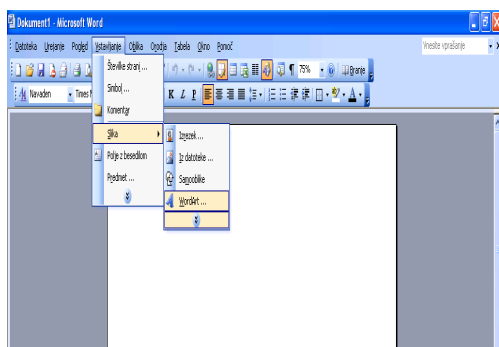 Dokument1 - Microsoft Word
Datoteka Urejanje Pogled Vstavljanje Oblika Orodja Tabela Okno Pomoč
Vnesite vprašanje
75%
Branje
Navaden
Times
K L P
Številke strani ...
Simbol ...
Komentar
Slika
Polje z besedilom
Predmet ...
Izrezek ...
Iz datoteke ...
Samooblike
WordArt ...